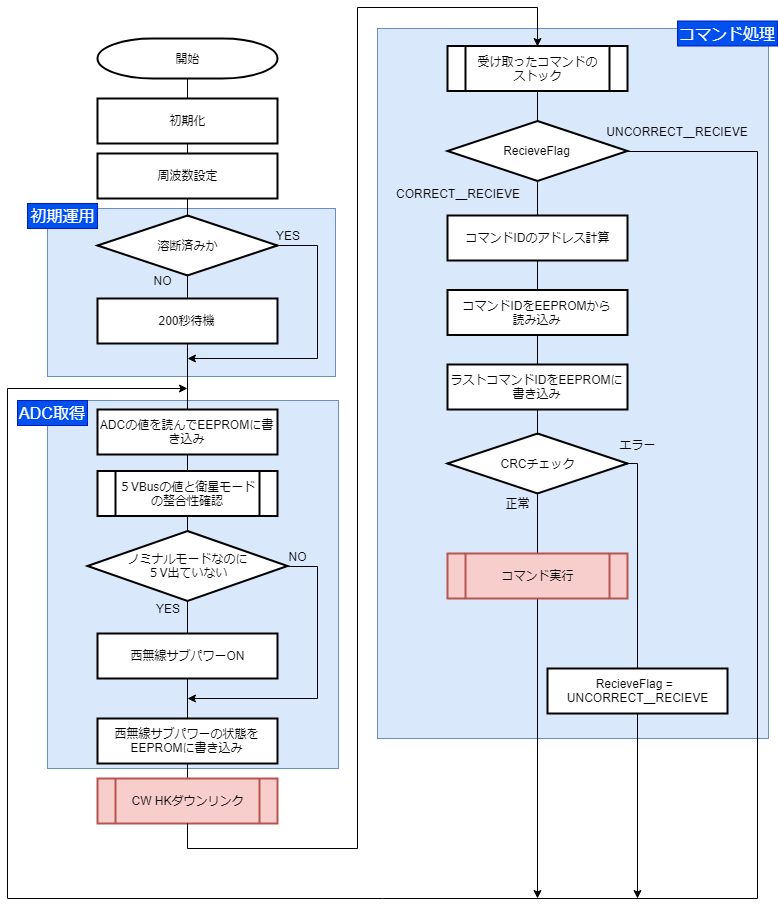 開始
初期化
周波数設定
初期運用
溶断済みか
YES
NO
200秒待機
ADC取得
ADCの値を読んでEEPROMに書
き込み
５VBusの値と衛星モード
の整合性確認
ノミナルモードなのに
５V出ていない
NO
YES
西無線サブパワーON
西無線サブパワーの状態を
EEPROMに書き込み
CW HKダウンリンク
コマンド処理
受け取ったコマンドの
ストック
RecieveFlag
UNCORRECT__RECIEVE
CORRECT__RECIEVE
コマンドIDのアドレス計算
コマンドIDをEEPROMから
読み込み
ラストコマンドIDをEEPROMに
書き込み
CRCチェック
エラー
正常
コマンド実行
RecieveFlag =
UNCORRECT__RECIEVE